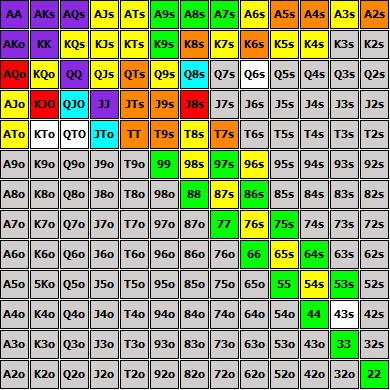 AA AKs AQs AJs ATs A9s A8s A7s A6s A5s A4s A3s A2s
AKo KK KQs KJs KTs K9s K8s K7s K6s K5s K4s K3s K2s
AQo KQo QQ QJs QTs Q9s Q8s Q7s Q6s Q5s Q4s Q3s Q2s
AJo KJO QJO JJ JTs J9s J8s J7s J6s J5s J4s J3s J2s
ATo KTo QTO JTo TT T9s T8s T7s T6s T5s T4s T3s T2s
A9o K9o Q9o J9o T9o 99 98s 97s 96s 95s 94s 93s 92s
A8o K8o Q8o J8o T8o 98o 88 87s 86s 85s 84s 83s 82s
A7o K7o Q7o J7o T7o 97o 87o 77 76s 75s 74s 73s 72s
A6o K6o Q6o J6o T6o 96o 86o 76o 66 65s 64s 63s 62s
A5o 5Ko Q5o J5o T5o 95o 85o 75o 65o 55 54s 53s 52s
A4o K4o Q4o J4o T4o 94o 84o 74o 64o 54o 44 43s 42s
A3o K3o Q3o J3o T3o 93o 83o 73o 63o 53o 43o 33 32s
A2o K2o Q2o J2o T2o 92o 82o 72o 62o 52o 42o 32o 22